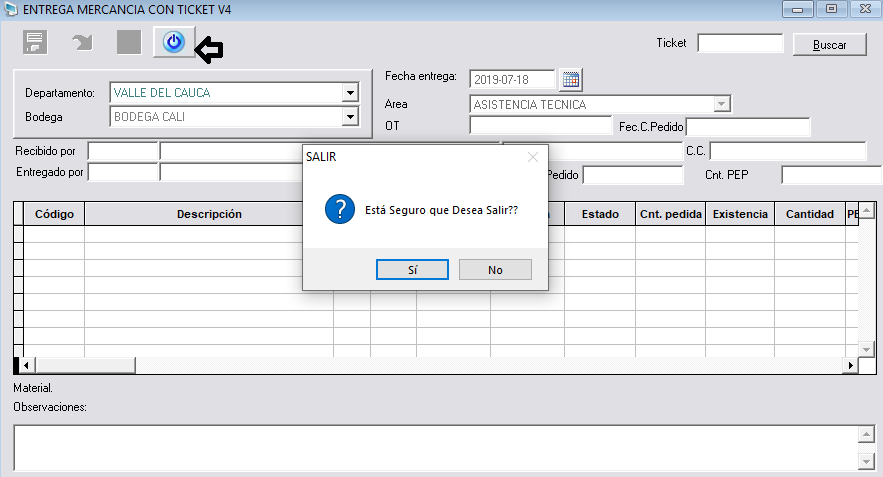 ENTREGA MERCANCIA CON TICKET V4
Ticket
Buscar
Departamento:
VALLE DEL CAUCA
Bodega
BODEGA CALI
Fecha entrega:
2019-07-18
Area
ASISTENCIA TECNICA
OT
Fec.C.Pedido
Recibido por
C.C.
Entregado por
Pedido
Cnt. PEP
SALIR
Está Seguro que Desea Salir??
Sí
No
Código
Descripción
Estado
Cnt. pedida
Existencia
Cantidad
Material.
Observaciones: